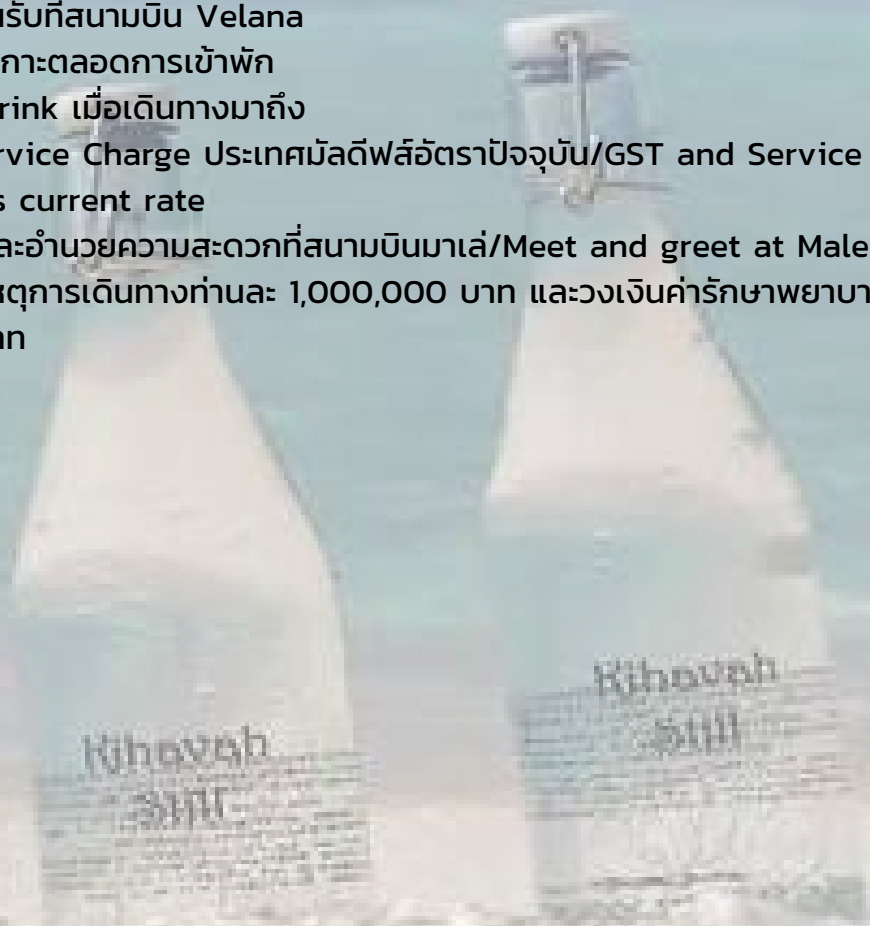 นรับที่สนามบิน Velana
กาะตลอดการเข้าพัก
rink เมื่อเดินทางมาถึง
rvice Charge ประเทศมัลดีฟส์อัตราปัจจุบัน/GST and Service
s current rate
ละอำนวยความสะดวกที่สนามบินมาเล่/Meet and greet at Male
หตุการเดินทางท่านละ 1,000,000 บาท และวงเงินค่ารักษาพยาบา
าท
Kihavah
Still
Kihavah
Still